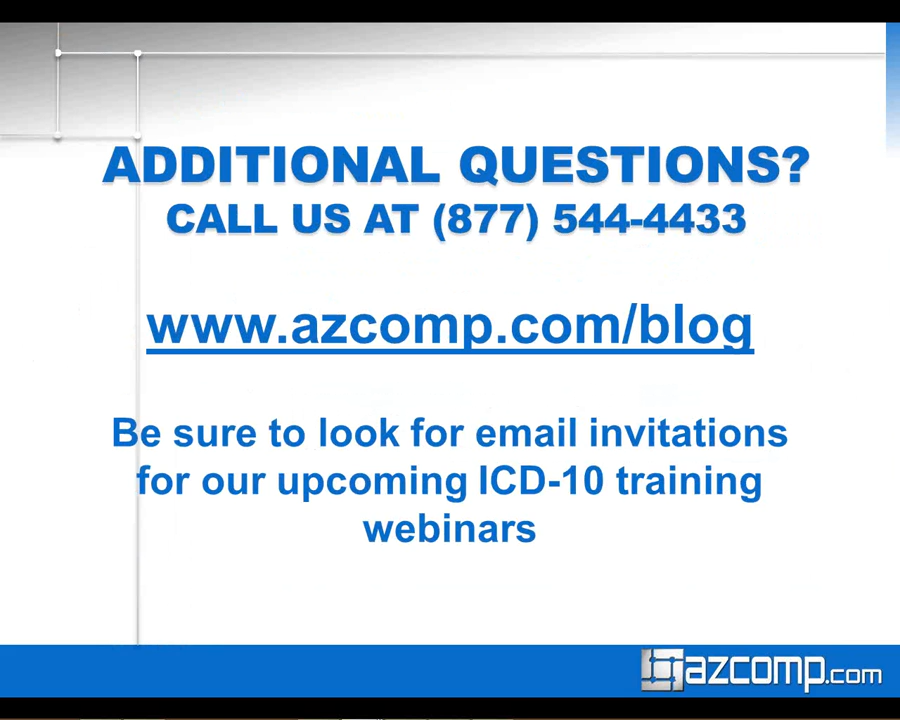 ADDITIONAL QUESTIONS?
CALL US AT (877) 544-4433
www.azcomp.com/blog
Be sure to look for email invitations
for our upcoming ICD-10 training
webinars
azcomp.com